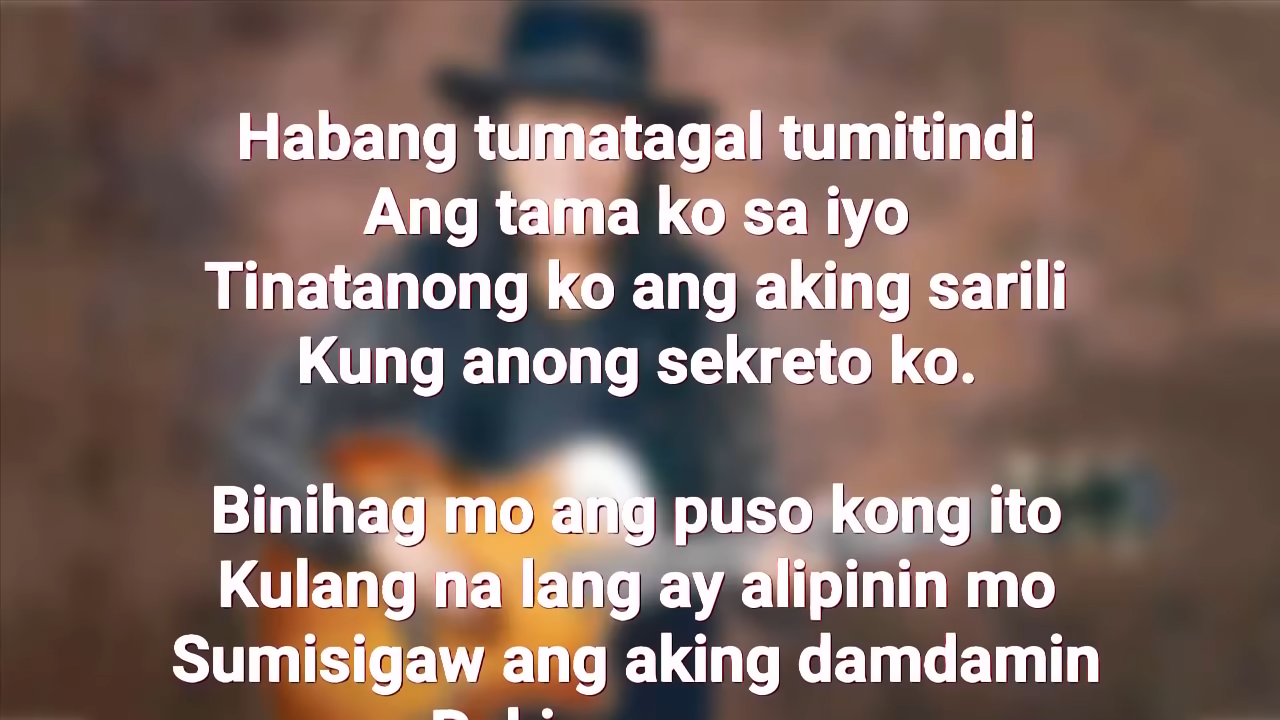 Habang tumatagal tumitindi
Ang tama ko sa iyo
Tinatanong ko ang aking sarili
Kung anong sekreto ko.
Binihag mo ang puso kong ito
Kulang na lang ay alipinin mo
Sumisigaw ang aking damdamin